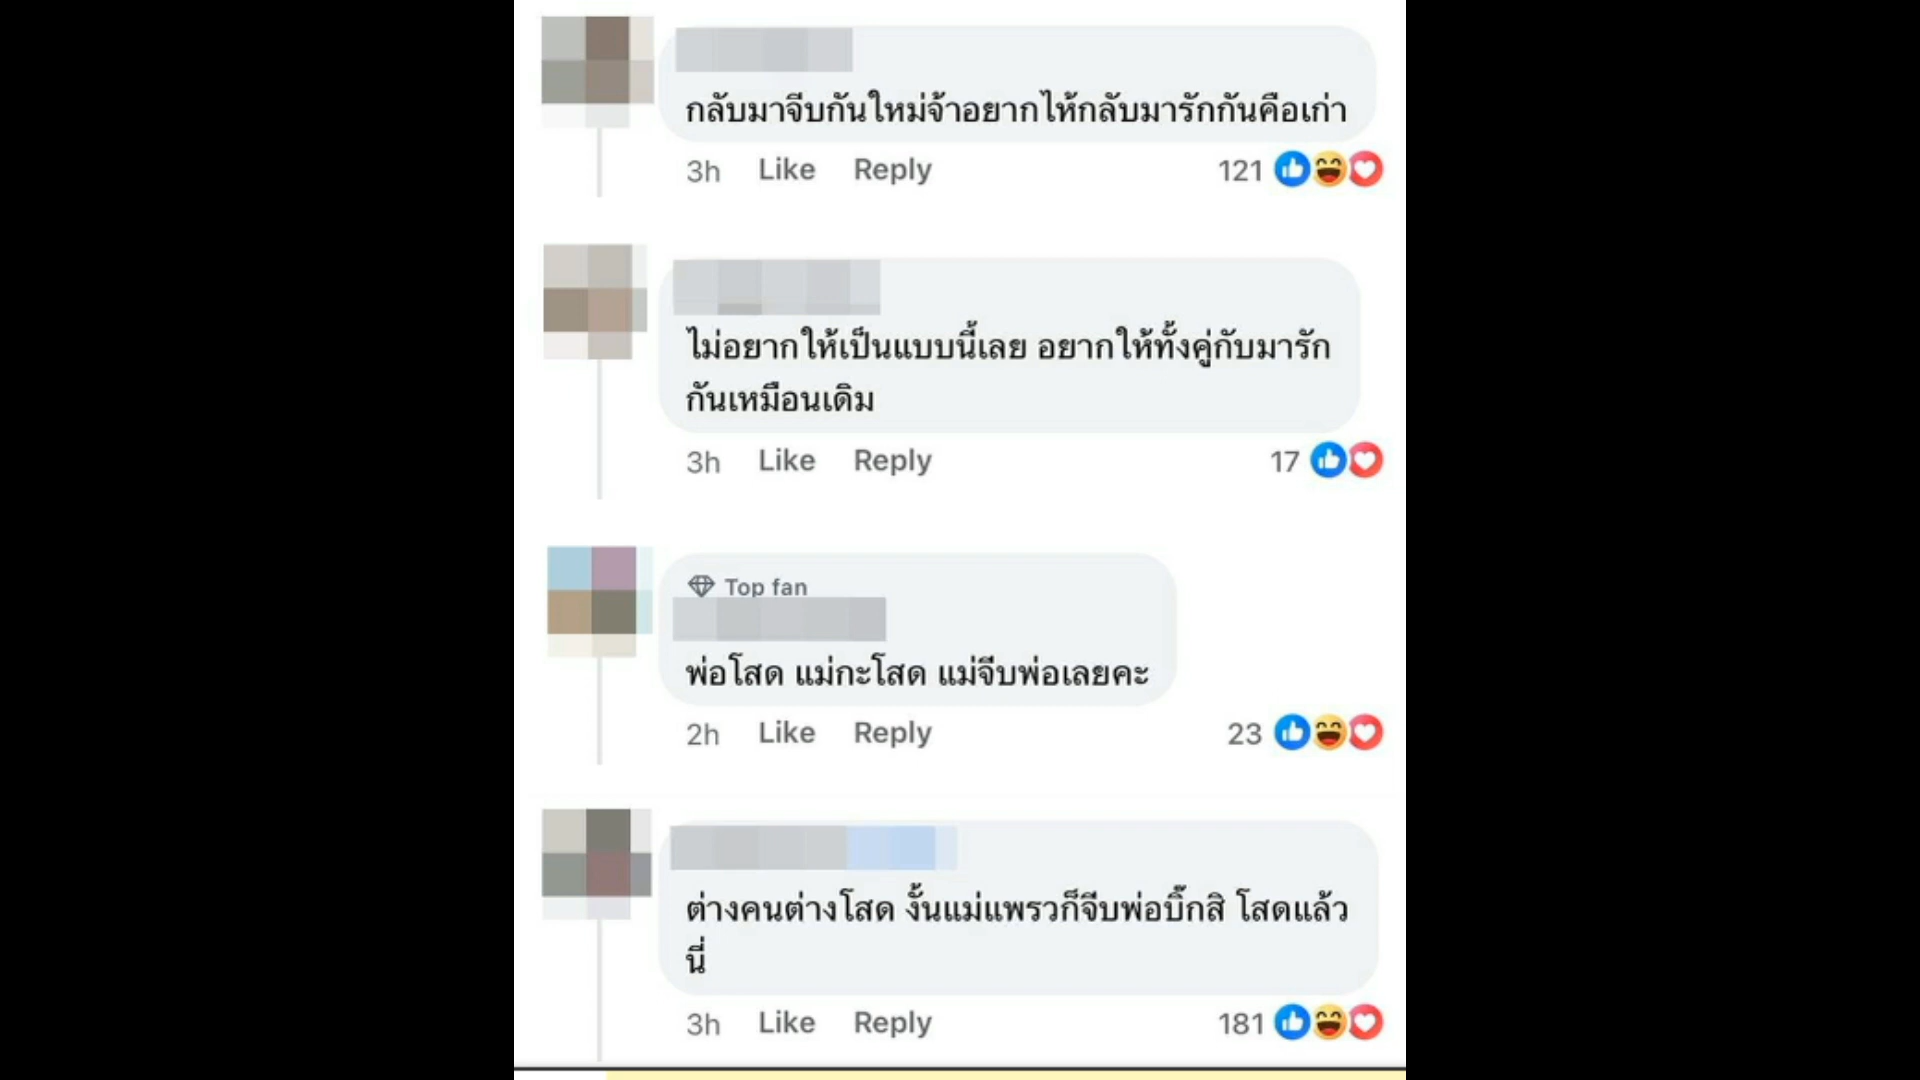 กลับมาจีบกันใหม่จ้าอยากไห้กลับมารักกันคือเก่า
3h Like Reply 121
ไม่อยากให้เป็นแบบนี้เลย อยากให้ทั้งคู่กับมารัก
กันเหมือนเดิม
3h Like Reply 17
Top fan
พ่อโสด แม่กะโสด แม่จีบพ่อเลยคะ
2h Like Reply 23
ต่างคนต่างโสด งั้นแม่แพรวก็จีบพ่อบิ๊กสิ โสดแล้ว
นี่
3h Like Reply 181